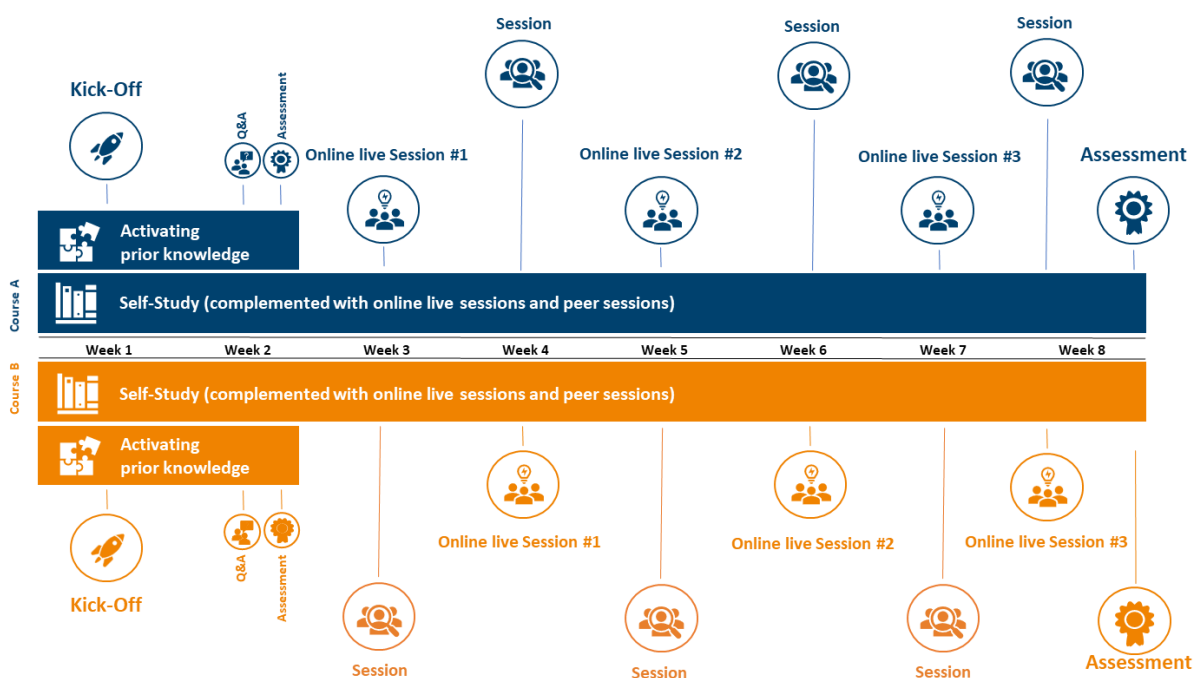 Session
Session
Session
Kick-Off
Q&A
Assessment
Online live Session #1
Online live Session #2
Online live Session #3
Assessment
Activating
prior knowledge
Course A
Self-Study (complemented with online live sessions and peer sessions)
Week 1
Week 2
Week 3
Week 4
Week 5
Week 6
Week 7
Week 8
Course B
Self-Study (complemented with online live sessions and peer sessions)
Activating
prior knowledge
Kick-Off
Q&A
Assessment
Online live Session #1
Online live Session #2
Online live Session #3
Session
Session
Session
Assessment